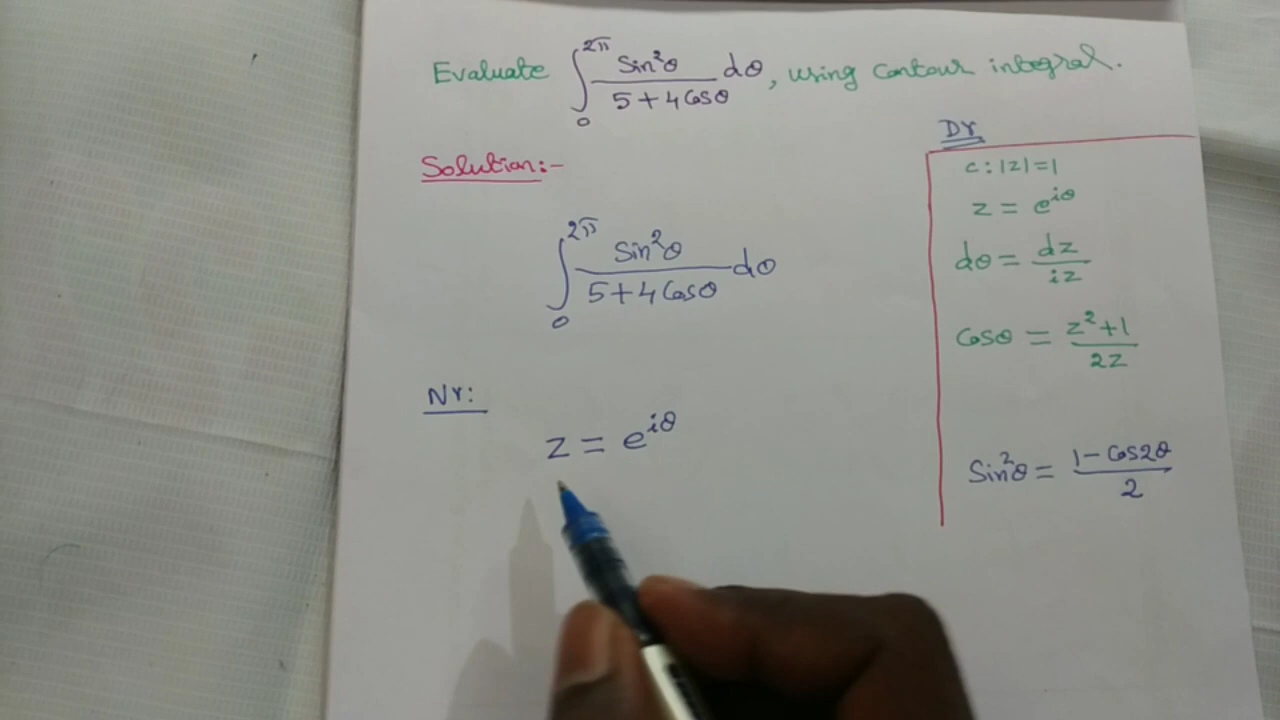 Evaluate ∫₀^{2π} Sin²θ / (5+4Cosθ) dθ, using Contour integral.
Solution:-
∫₀^{2π} Sin²θ / (5+4Cosθ) dθ
Nr:
z = e^{iθ}
Dr
c: |z|=1
z = e^{iθ}
dθ = dz / iz
Cosθ = (z²+1) / 2z
Sin²θ = (1-Cos2θ) / 2